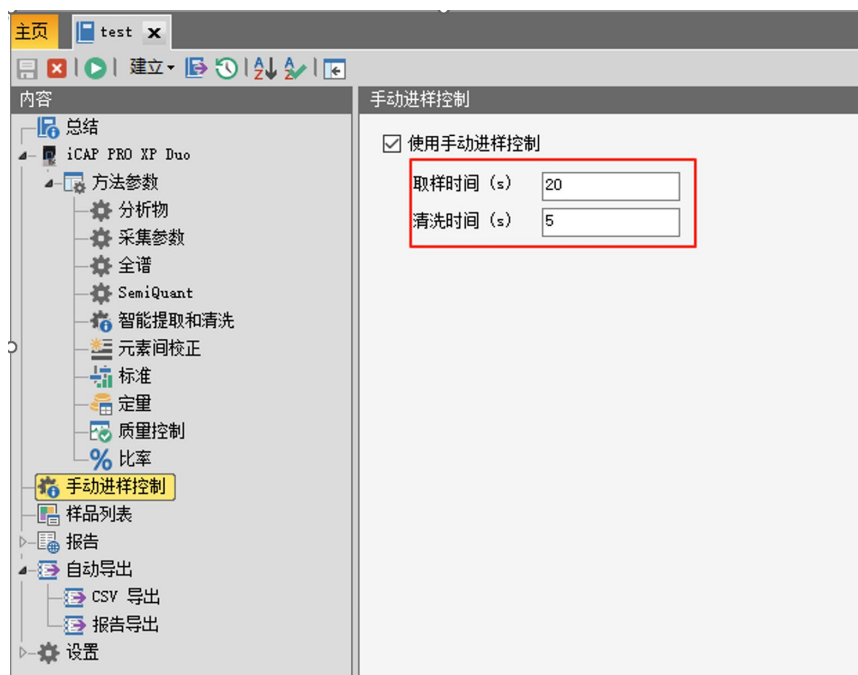 主页
test
建立
内容
总结
iCAP PRO XP Duo
方法参数
分析物
采集参数
全谱
SemiQuant
智能提取和清洗
元素间校正
标准
定量
质量控制
比率
手动进样控制
样品列表
报告
自动导出
CSV 导出
报告导出
设置
手动进样控制
使用手动进样控制
取样时间 (s) 20
清洗时间 (s) 5